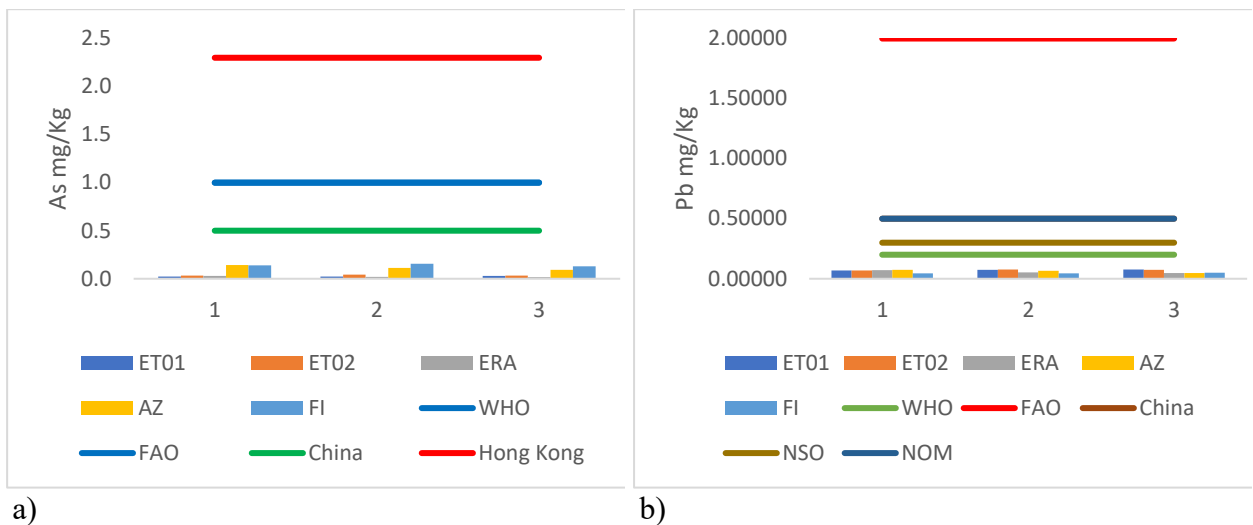 As mg/Kg
2.5
2.0
1.5
1.0
0.5
0.0
1 2 3
ET01 ET02 ERA
AZ FI WHO
FAO China Hong Kong
a)
Pb mg/Kg
2.00000
1.50000
1.00000
0.50000
0.00000
1 2 3
ET01 ET02 ERA AZ
FI WHO FAO China
NSO NOM
b)